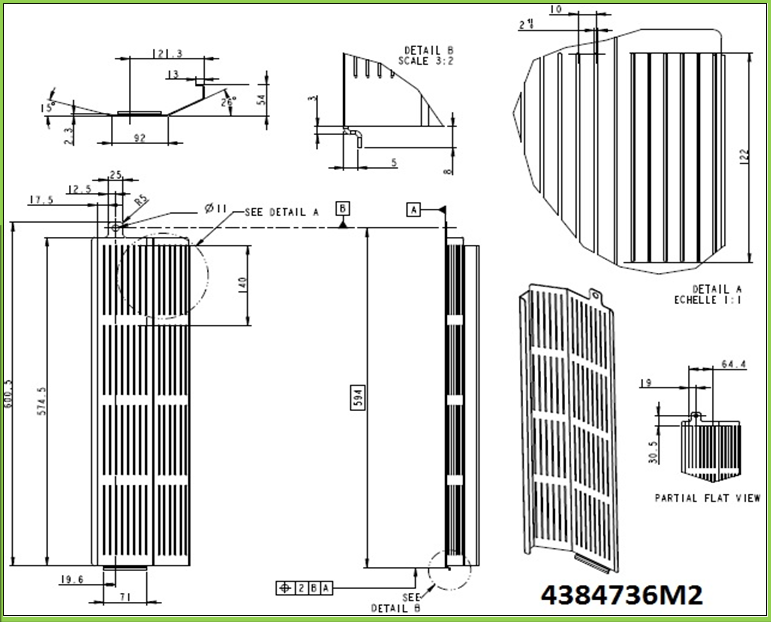 121.3
13
15°
26°
54
2.3
92
DETAIL B
SCALE 3:2
3
5
8
10
122
DETAIL A
ECHELLE 1:1
25
12.5
17.5
R5
Ø11
SEE DETAIL A
B
A
140
600.5
574.5
594
19.6
71
2 B A
SEE
DETAIL B
64.4
19
30.5
PARTIAL FLAT VIEW
4384736M2